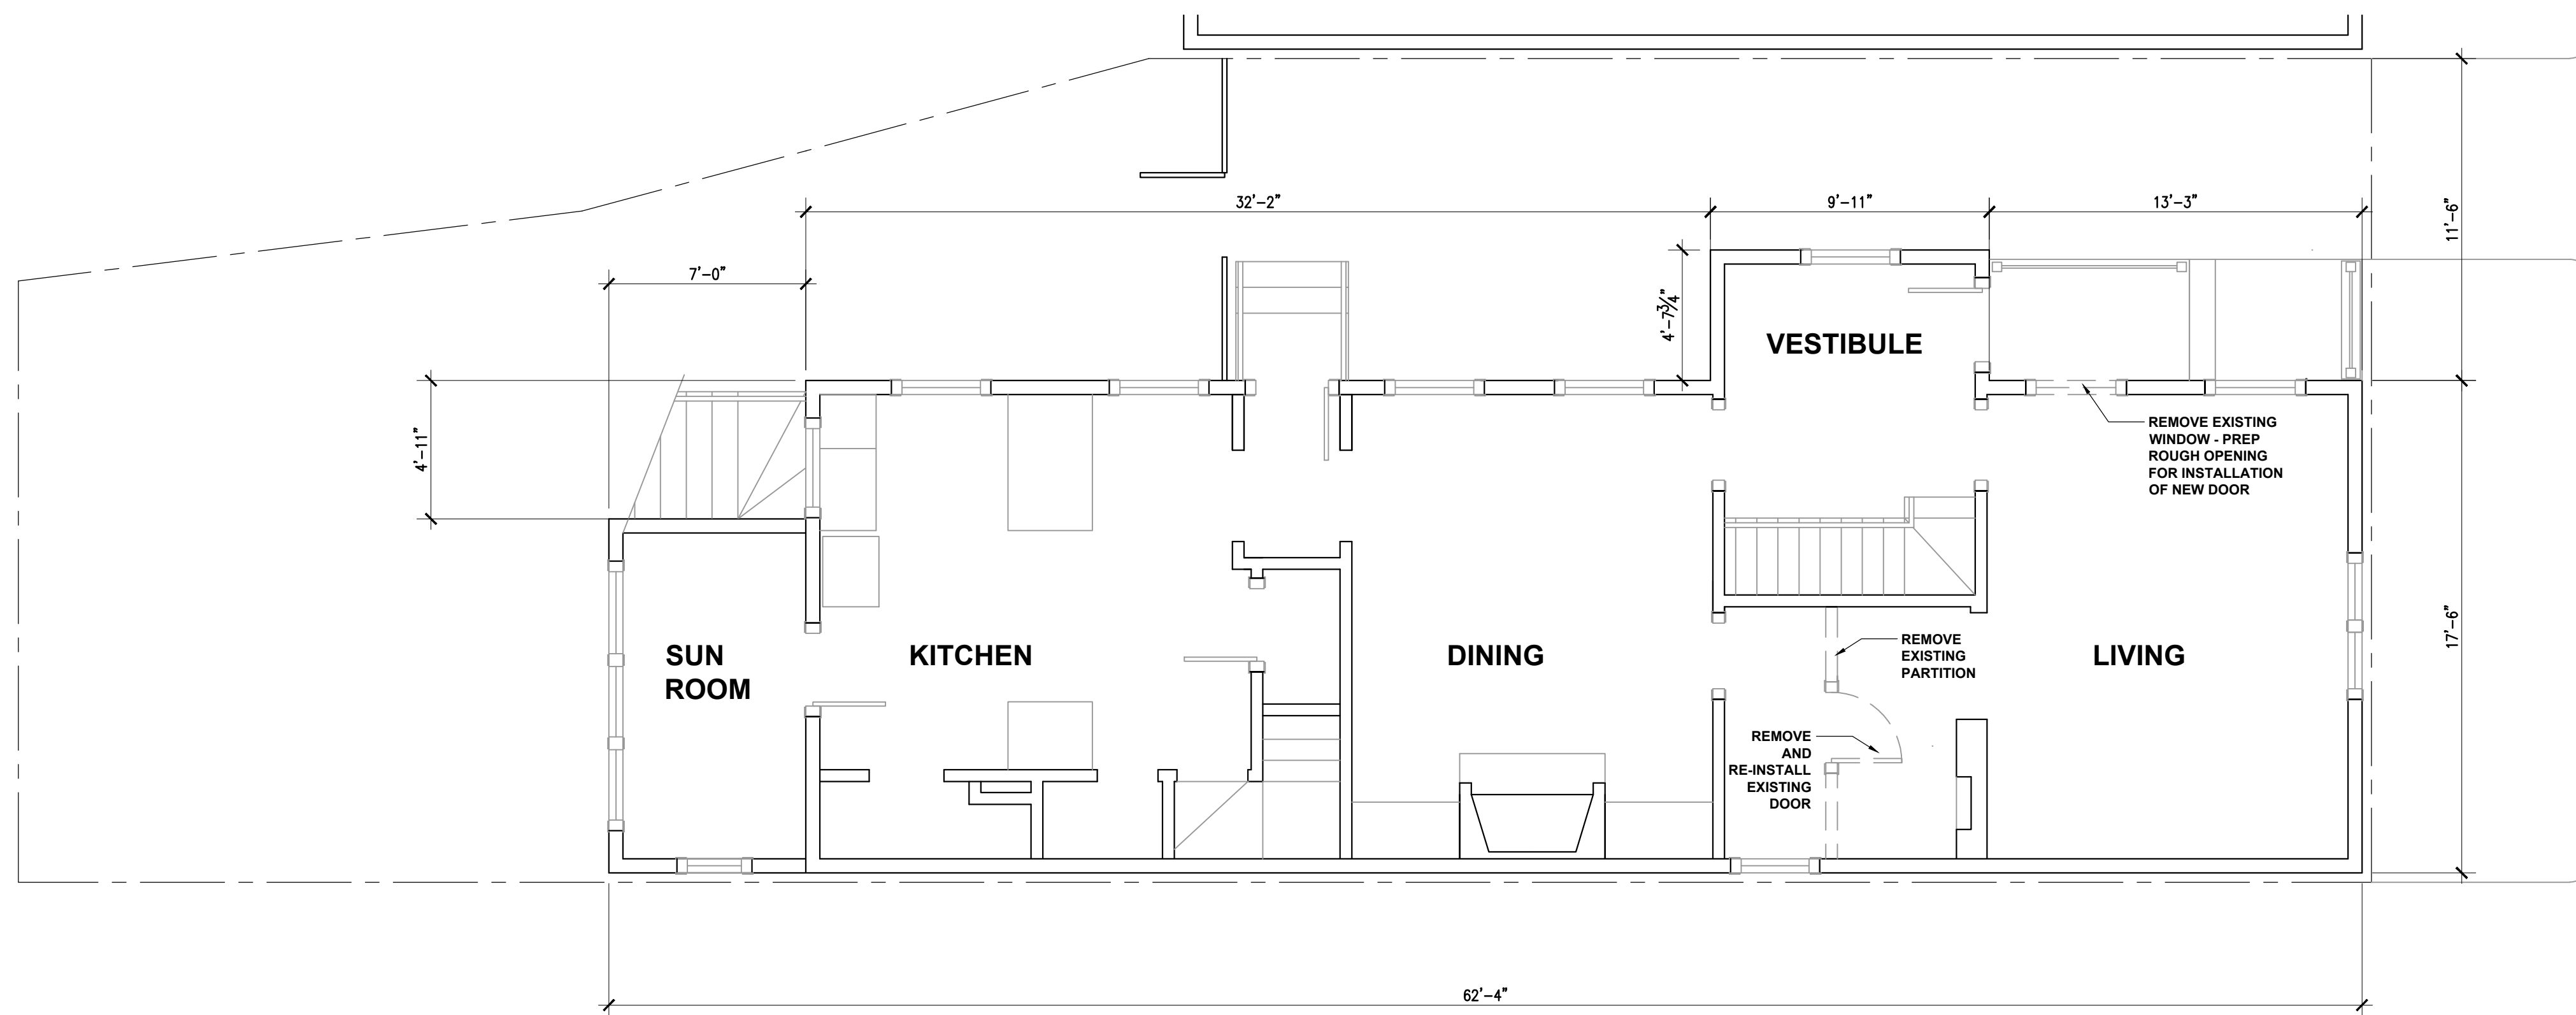 32'-2"
9'-11"
13'-3"
11'-6"
7'-0"
4'-7¾"
VESTIBULE
4'-11"
REMOVE EXISTING
WINDOW - PREP
ROUGH OPENING
FOR INSTALLATION
OF NEW DOOR
SUN
ROOM
KITCHEN
DINING
REMOVE
EXISTING
PARTITION
LIVING
17'-6"
REMOVE
AND
RE-INSTALL
EXISTING
DOOR
62'-4"